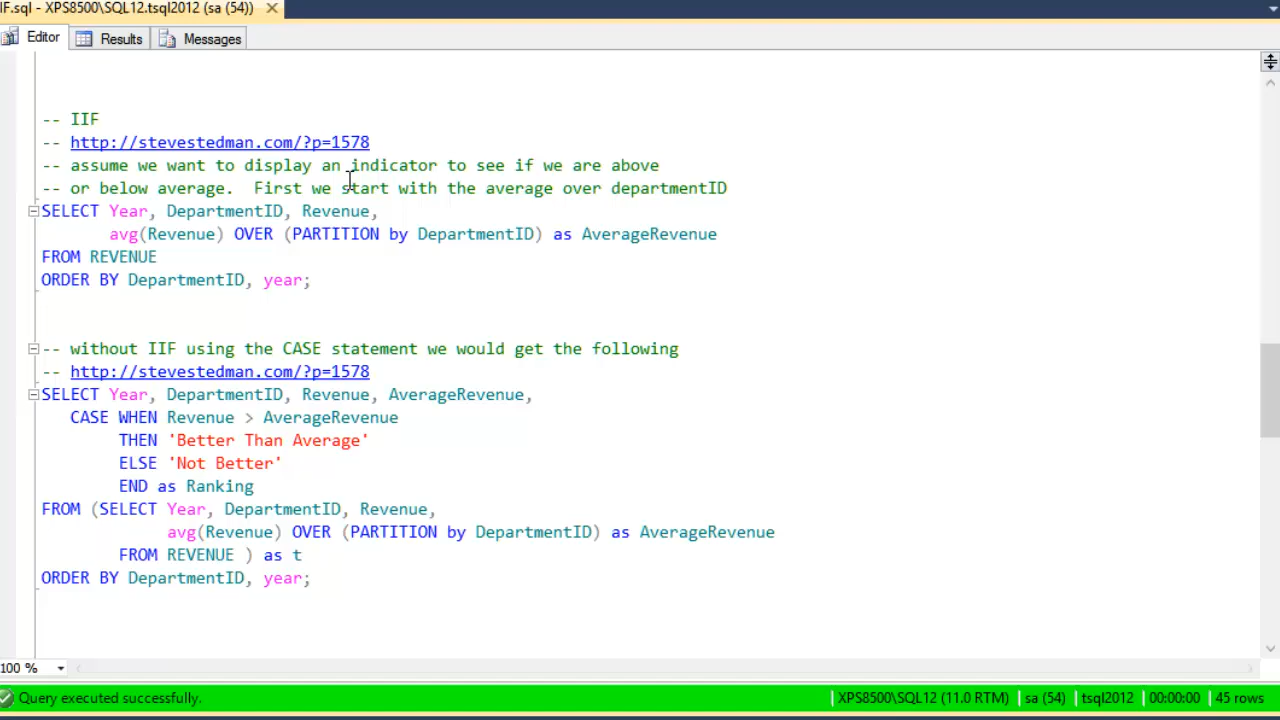 IF.sql - XPS8500\SQL12.tsql2012 (sa (54))
Editor Results Messages
-- IIF
-- http://stevestedman.com/?p=1578
-- assume we want to display an indicator to see if we are above
-- or below average.  First we start with the average over departmentID
SELECT Year, DepartmentID, Revenue,
       avg(Revenue) OVER (PARTITION by DepartmentID) as AverageRevenue
FROM REVENUE
ORDER BY DepartmentID, year;
-- without IIF using the CASE statement we would get the following
-- http://stevestedman.com/?p=1578
SELECT Year, DepartmentID, Revenue, AverageRevenue,
   CASE WHEN Revenue > AverageRevenue
        THEN 'Better Than Average'
        ELSE 'Not Better'
        END as Ranking
FROM (SELECT Year, DepartmentID, Revenue,
             avg(Revenue) OVER (PARTITION by DepartmentID) as AverageRevenue
        FROM REVENUE ) as t
ORDER BY DepartmentID, year;
100 %
Query executed successfully. XPS8500\SQL12 (11.0 RTM) sa (54) tsql2012 00:00:00 45 rows